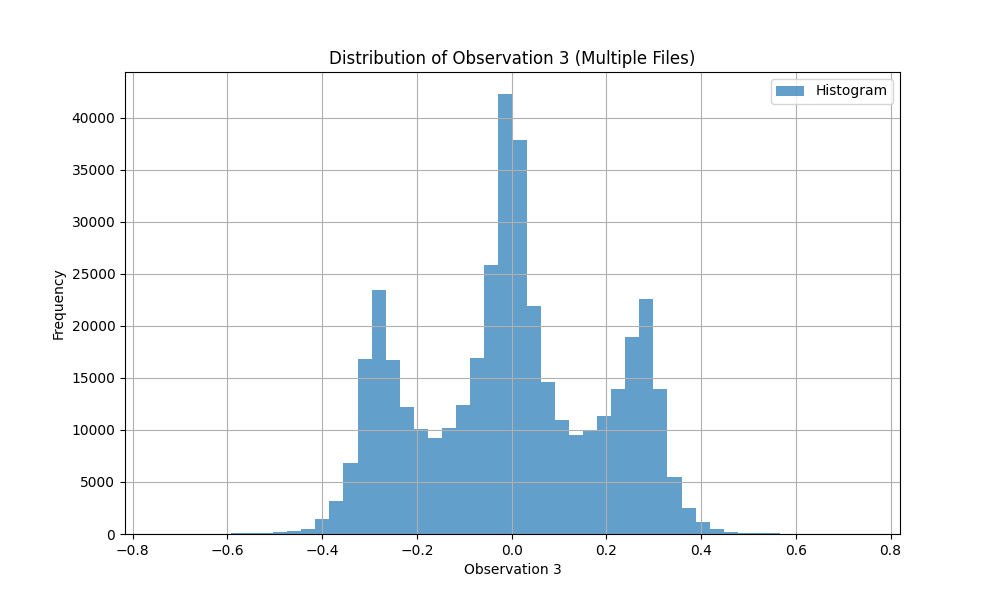 Distribution of Observation 3 (Multiple Files)
Histogram
Frequency
40000
35000
30000
25000
20000
15000
10000
5000
0
−0.8 −0.6 −0.4 −0.2 0.0 0.2 0.4 0.6 0.8
Observation 3